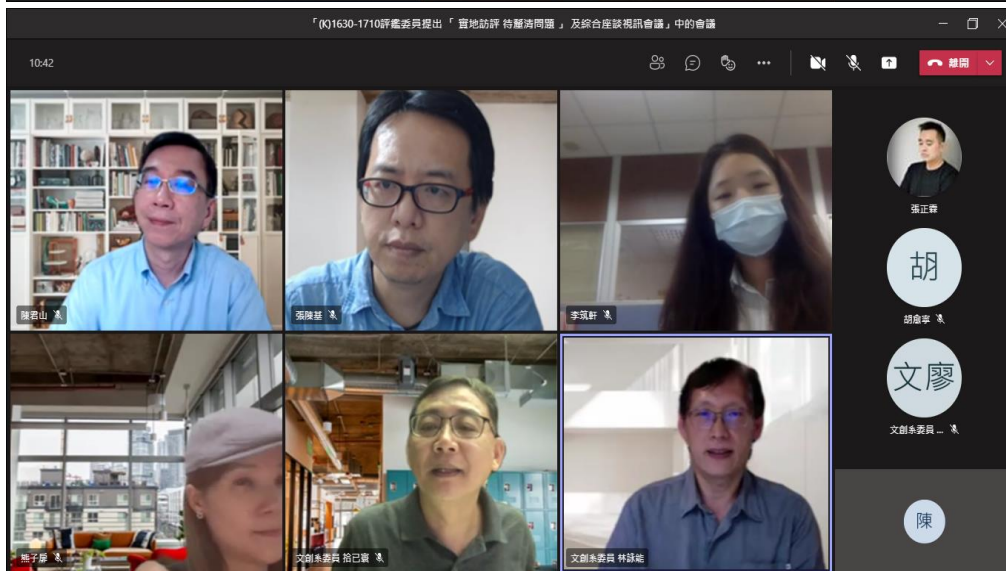 「(K)1630-1710評鑑委員提出「 實地訪評 待釐清問題 」 及綜合座談視訊會議」中的會議
10:42
離開
陳君山
張陳基
李筑軒
張正霖
胡
胡愈寧
文廖
文創系委員 ...
熊子扉
文創系委員 拾已寰
文創系委員 林詠能
陳